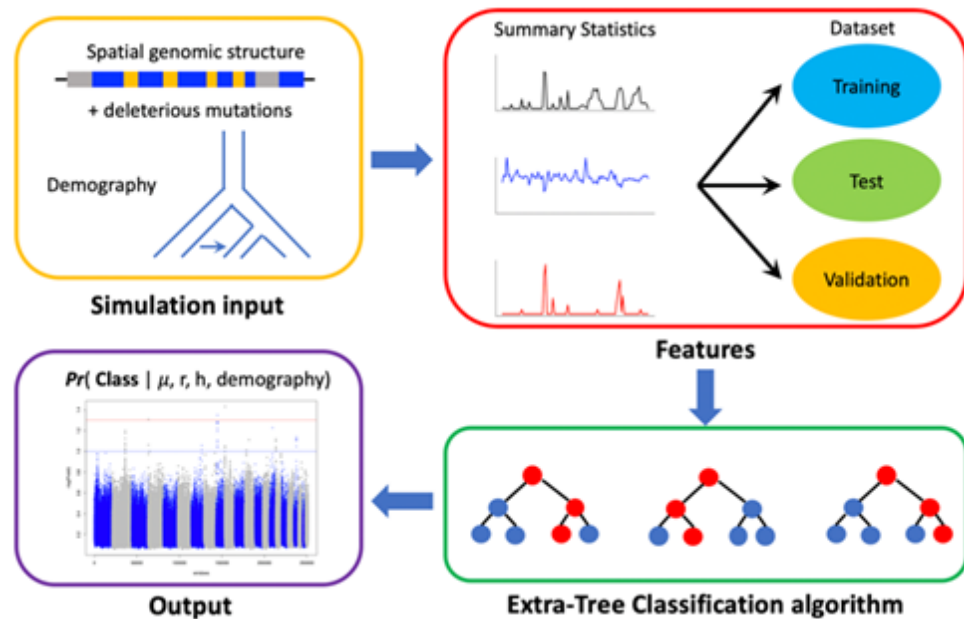 Spatial genomic structure
+ deleterious mutations
Demography
Simulation input
Summary Statistics
Dataset
Training
Test
Validation
Features
Pr( Class | μ, r, h, demography)
Output
Extra-Tree Classification algorithm